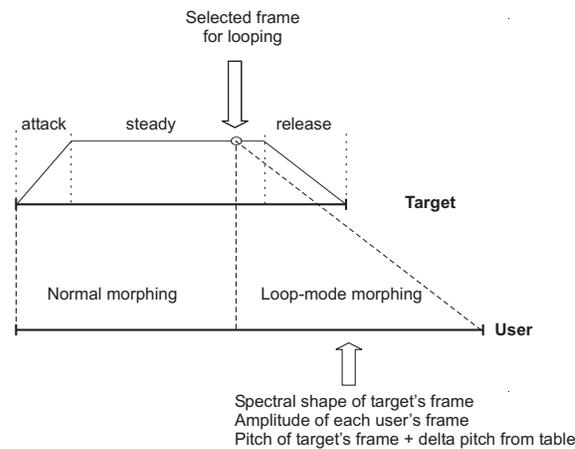 Selected frame
for looping
attack
steady
release
Target
Normal morphing
Loop-mode morphing
User
Spectral shape of target's frame
Amplitude of each user's frame
Pitch of target's frame + delta pitch from table